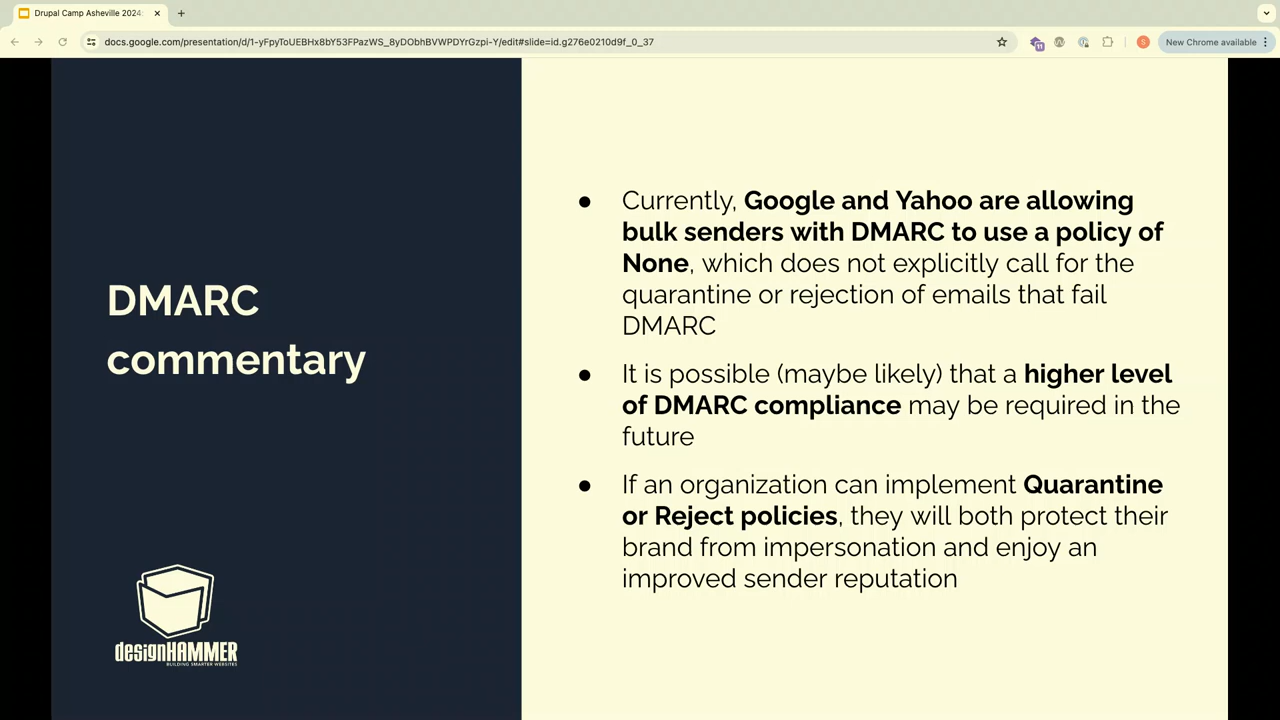 Drupal Camp Asheville 2024:
docs.google.com/presentation/d/1-yFpyToUEBHx8bY53FPazWS_8yDObhBVWPDYrGzpi-Y/edit#slide=id.g276e0210d9f_0_37
11
S
New Chrome available
DMARC
commentary
● Currently, Google and Yahoo are allowing
bulk senders with DMARC to use a policy of
None, which does not explicitly call for the
quarantine or rejection of emails that fail
DMARC
● It is possible (maybe likely) that a higher level
of DMARC compliance may be required in the
future
● If an organization can implement Quarantine
or Reject policies, they will both protect their
brand from impersonation and enjoy an
improved sender reputation
designHAMMER
BUILDING SMARTER WEBSITES